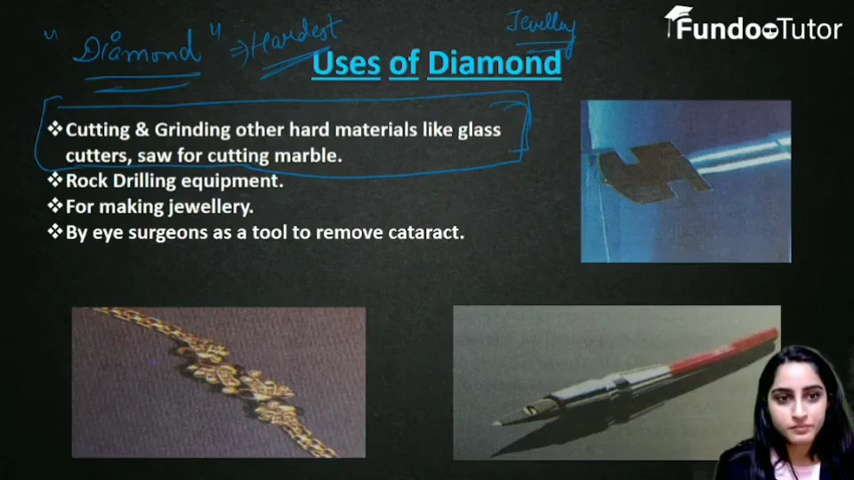 "Diamond" ⇒ Hardest
Jewellery
FundooTutor
Uses of Diamond
❖Cutting & Grinding other hard materials like glass
cutters, saw for cutting marble.
❖Rock Drilling equipment.
❖For making jewellery.
❖By eye surgeons as a tool to remove cataract.